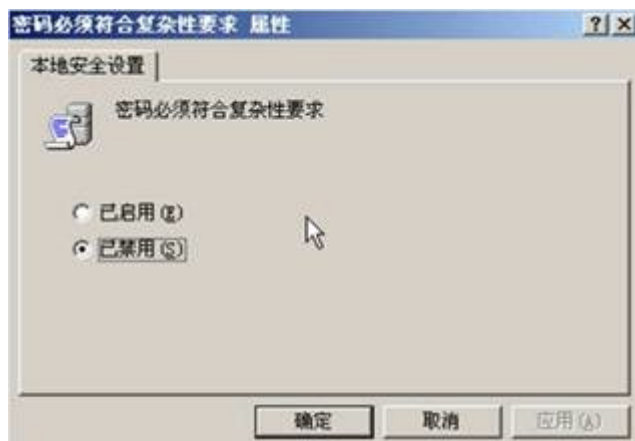 密码必须符合复杂性要求 属性
本地安全设置
密码必须符合复杂性要求
已启用(E)
已禁用(S)
确定
取消
应用(A)